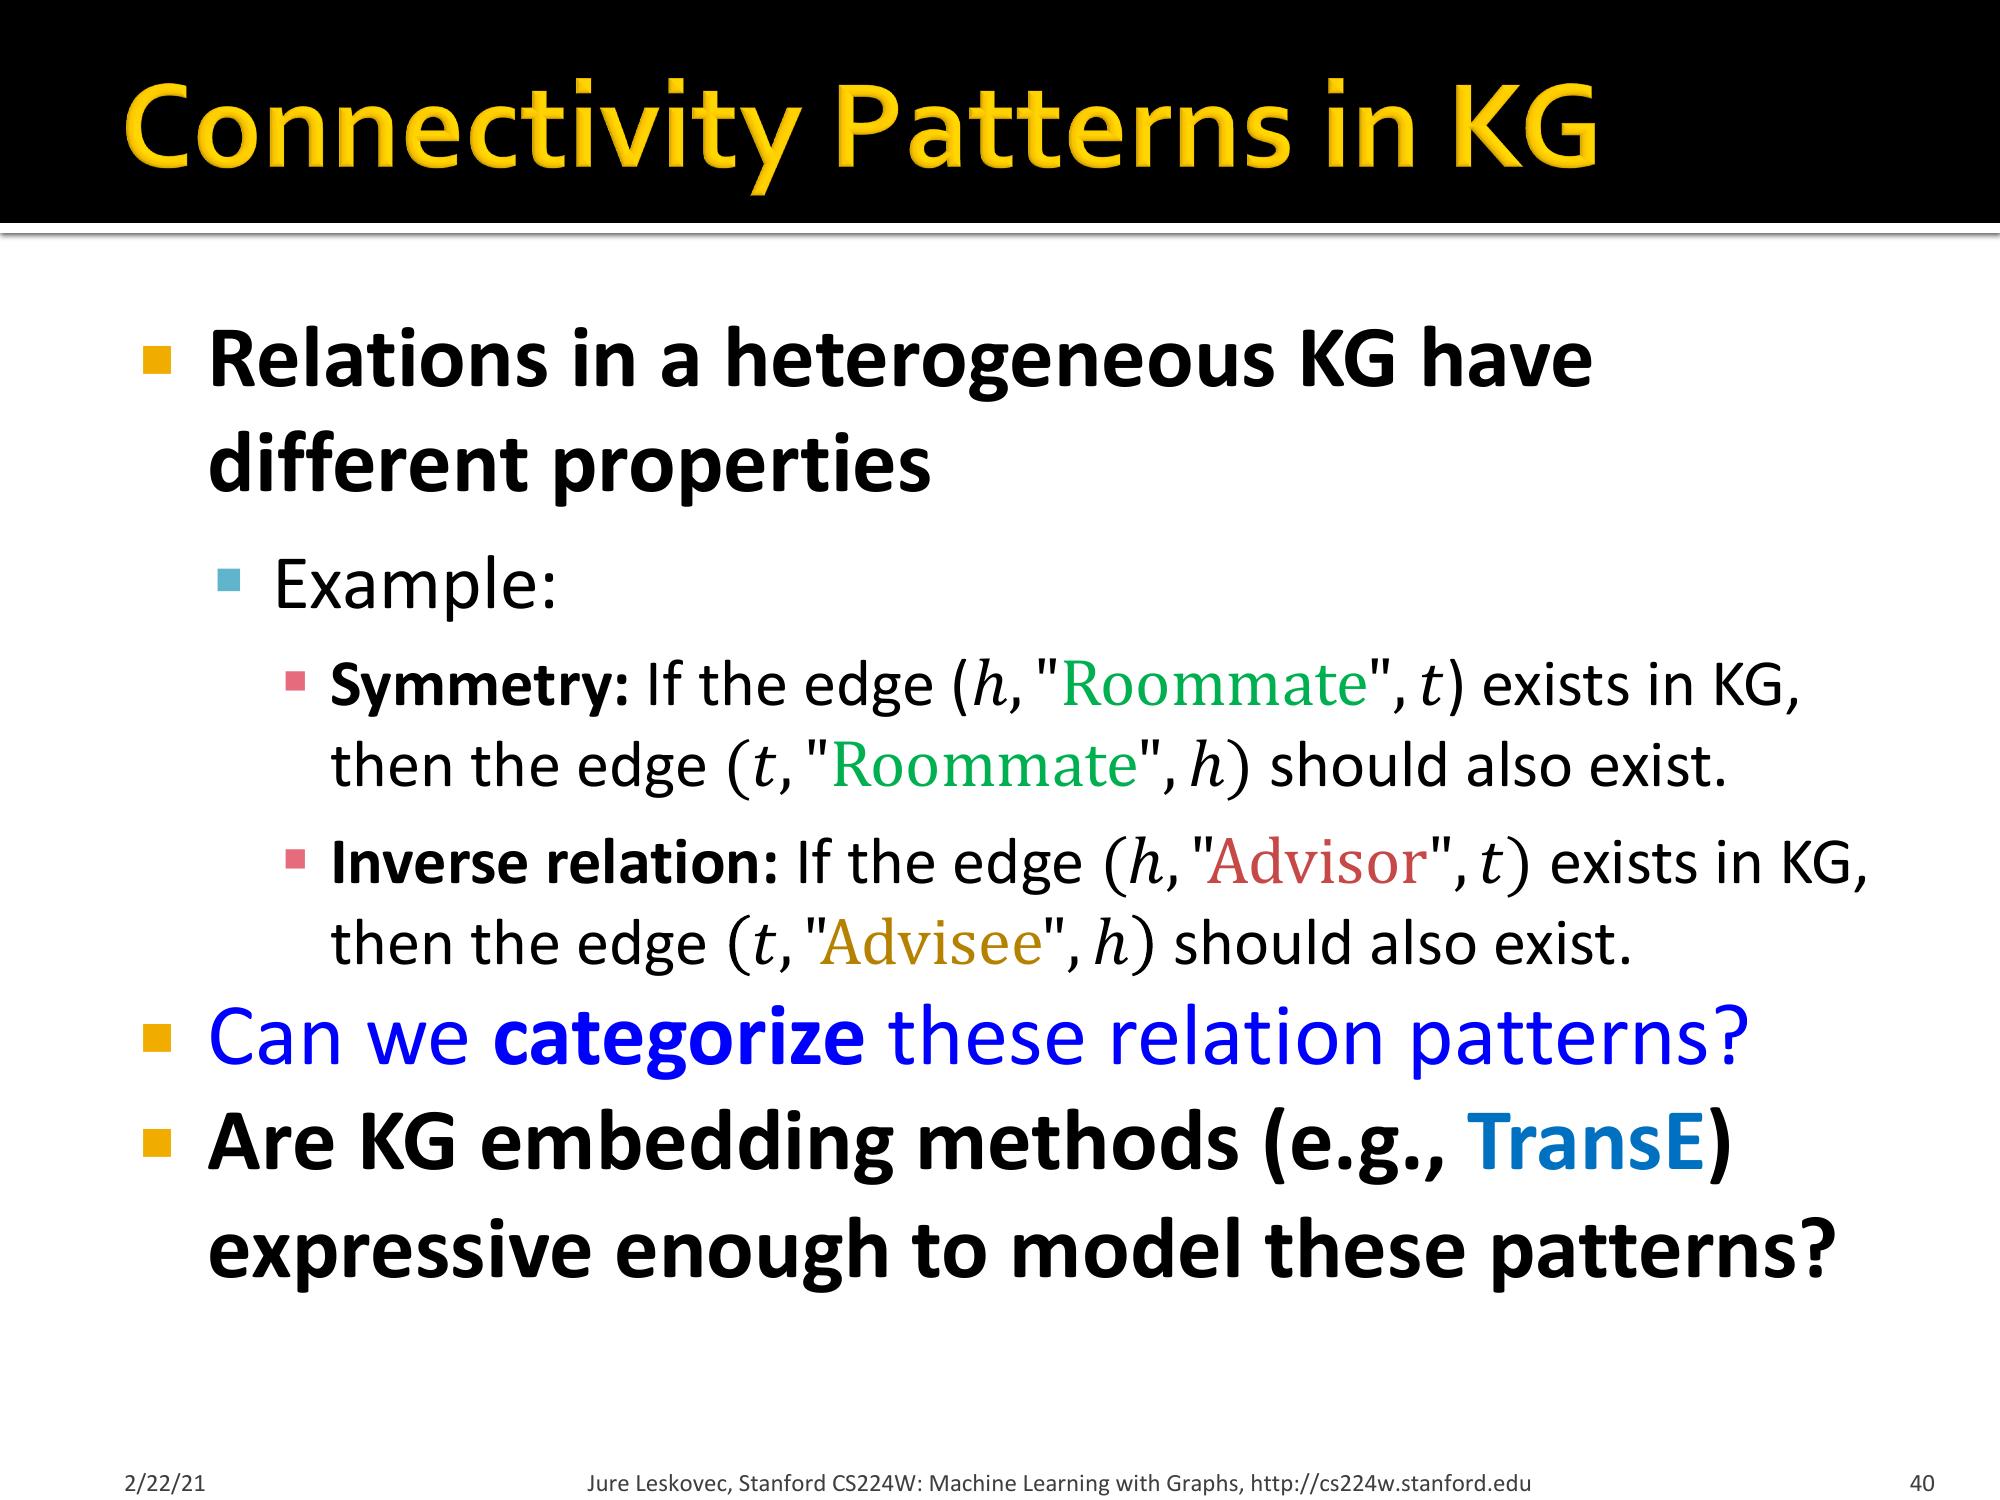 Connectivity Patterns in KG
Relations in a heterogeneous KG have
different properties
Example:
Symmetry: If the edge (h, "Roommate", t) exists in KG,
then the edge (t, "Roommate", h) should also exist.
Inverse relation: If the edge (h, "Advisor", t) exists in KG,
then the edge (t, "Advisee", h) should also exist.
Can we categorize these relation patterns?
Are KG embedding methods (e.g., TransE)
expressive enough to model these patterns?
2/22/21 Jure Leskovec, Stanford CS224W: Machine Learning with Graphs, http://cs224w.stanford.edu 40